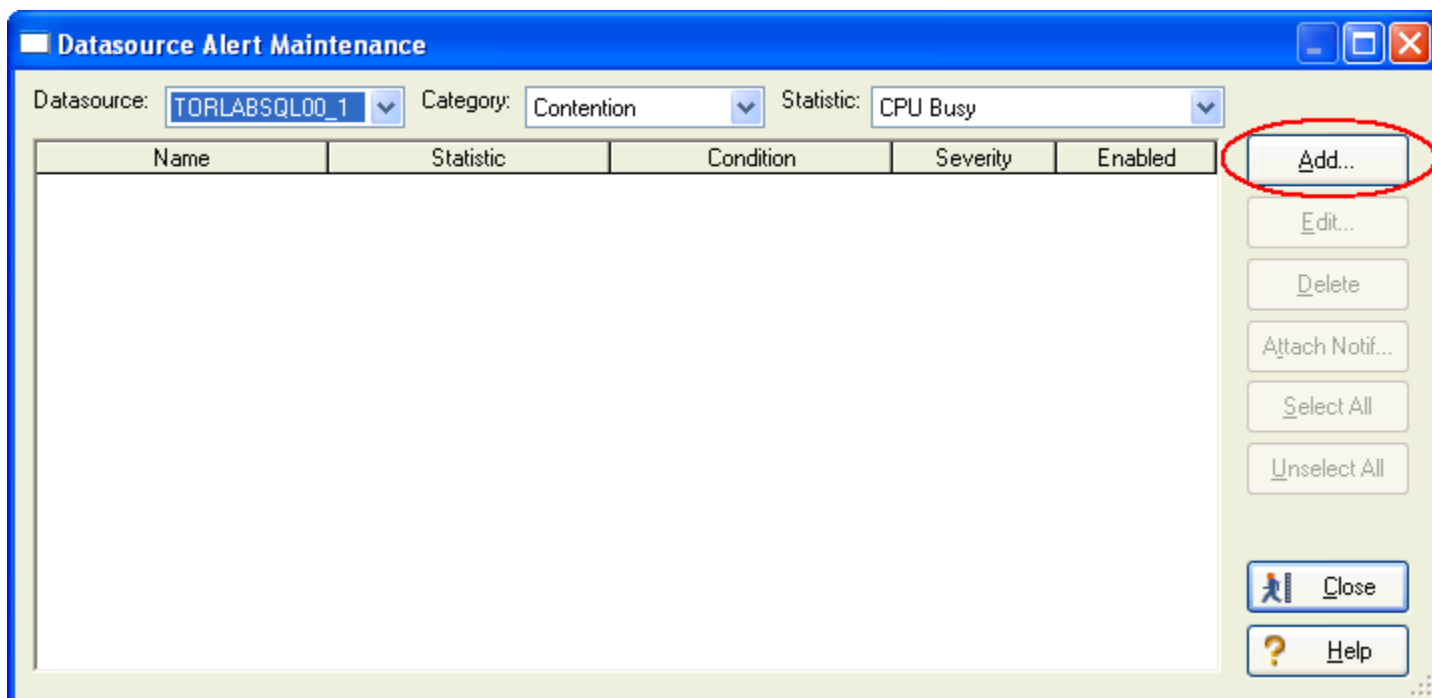 Datasource Alert Maintenance
Datasource: TORLABSQL00_1 Category: Contention Statistic: CPU Busy
Name Statistic Condition Severity Enabled
Add...
Edit...
Delete
Attach Notif...
Select All
Unselect All
Close
? Help